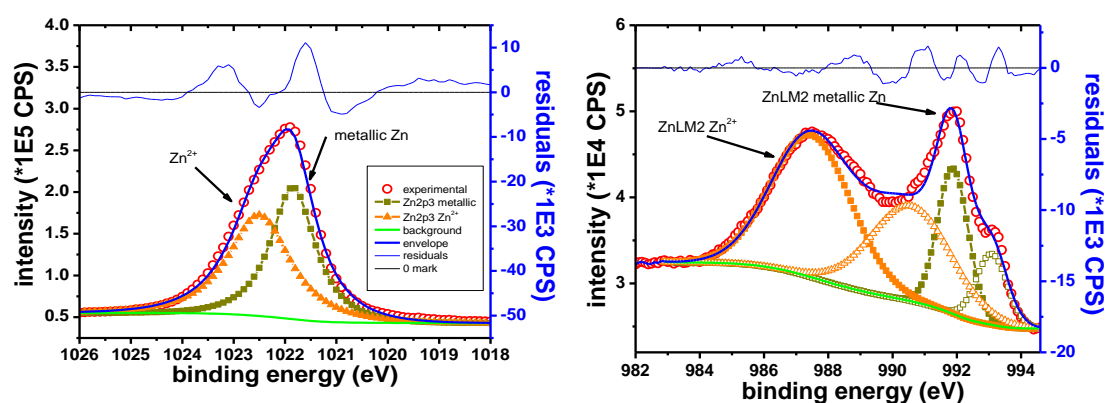 4.0
3.5
3.0
2.5
2.0
1.5
1.0
0.5
intensity (*1E5 CPS)
Zn2+
metallic Zn
experimental
Zn2p3 metallic
Zn2p3 Zn2+
background
envelope
residuals
0 mark
10
0
-10
-20
-30
-40
-50
residuals (*1E3 CPS)
1026 1025 1024 1023 1022 1021 1020 1019 1018
binding energy (eV)
6
5
4
3
2
intensity (*1E4 CPS)
ZnLM2 metallic Zn
ZnLM2 Zn2+
0
-5
-10
-15
-20
residuals (*1E3 CPS)
982 984 986 988 990 992 994
binding energy (eV)